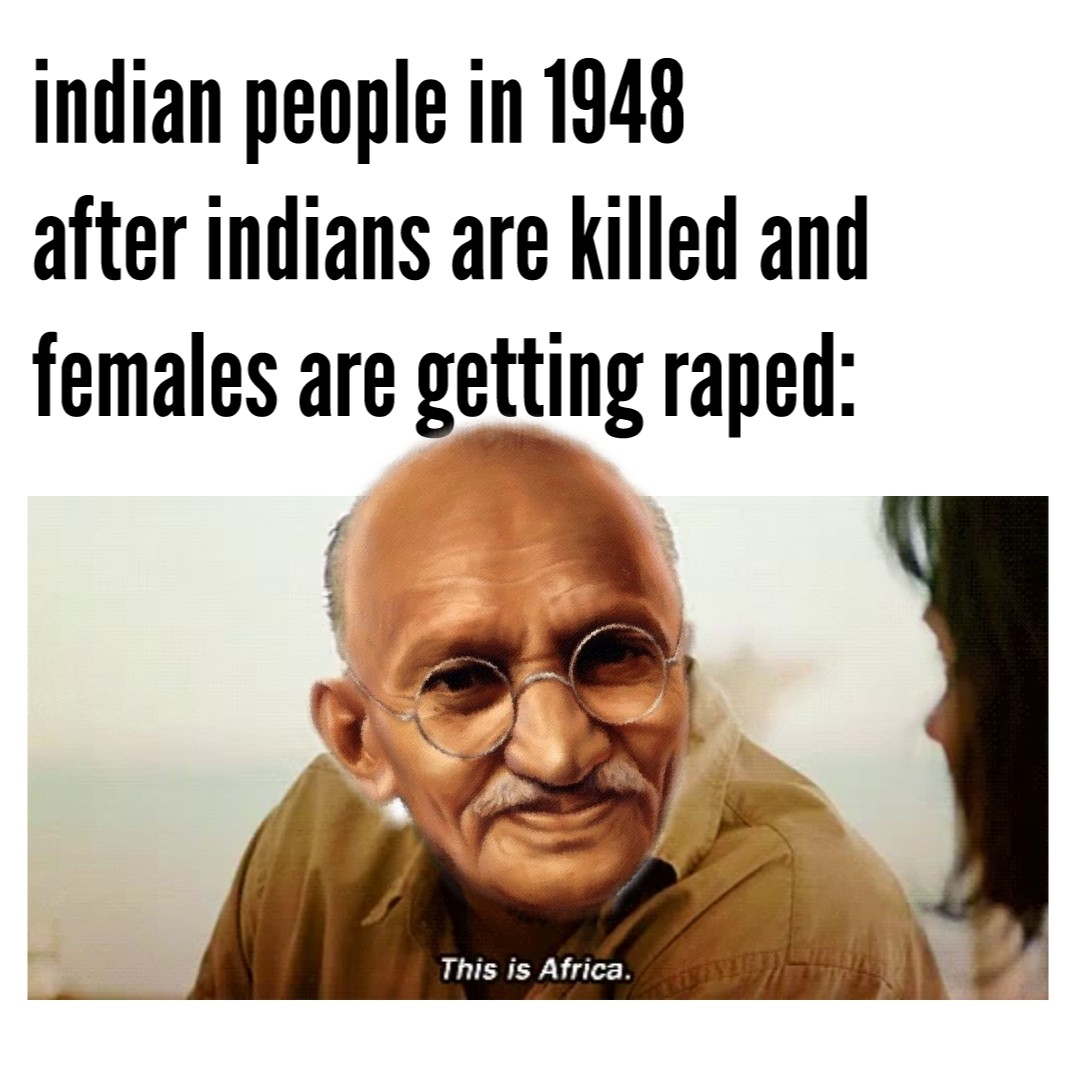 indian people in 1948
after indians are killed and
females are getting raped:
This is Africa.